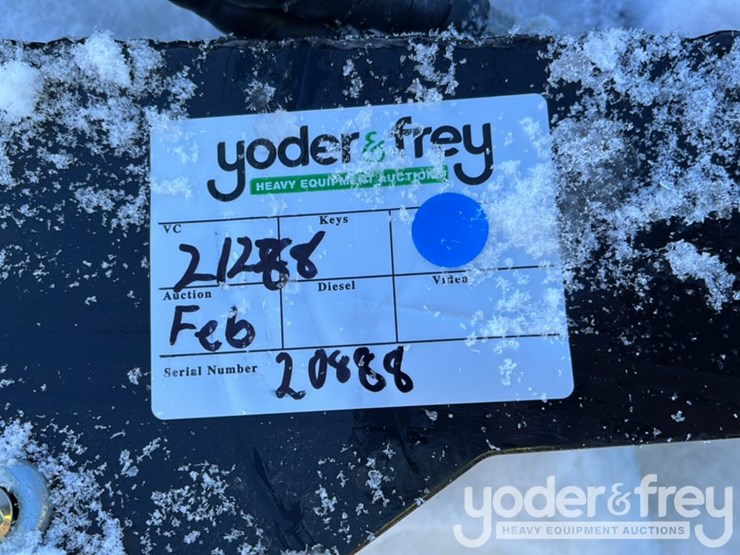 yoder & frey
HEAVY EQUIPMENT AUCTIONS
VC Keys
21288
Auction Diesel Video
Feb
Serial Number 20888
yoder & frey
HEAVY EQUIPMENT AUCTIONS